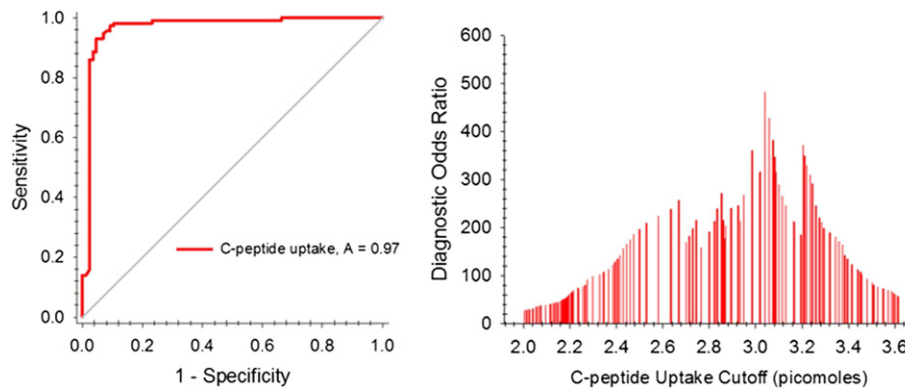 1.0
0.8
0.6
0.4
0.2
0.0
Sensitivity
C-peptide uptake, A = 0.97
0.0 0.2 0.4 0.6 0.8 1.0
1 - Specificity
600
500
400
300
200
100
0
Diagnostic Odds Ratio
2.0 2.2 2.4 2.6 2.8 3.0 3.2 3.4 3.6
C-peptide Uptake Cutoff (picomoles)